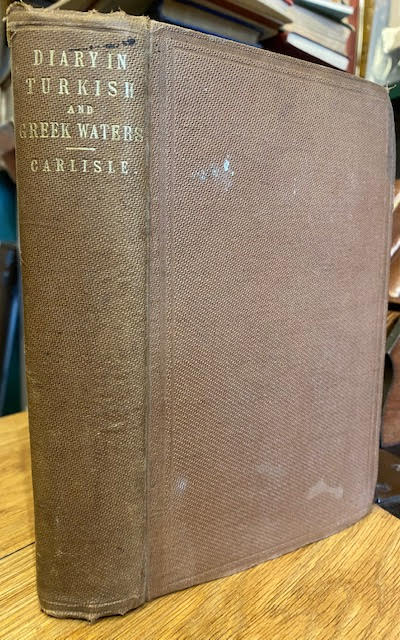 DIARY IN
TURKISH
AND
GREEK WATERS
CARLISLE.